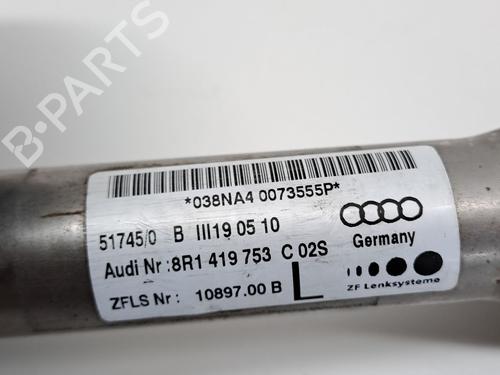 B-PARTS
*038NA4 0073555P*
51745/0 B III19 05 10
Audi Nr :8R1 419 753 C 02S
Germany
ZFLS Nr : 10897.00 B L
ZF Lenksysteme